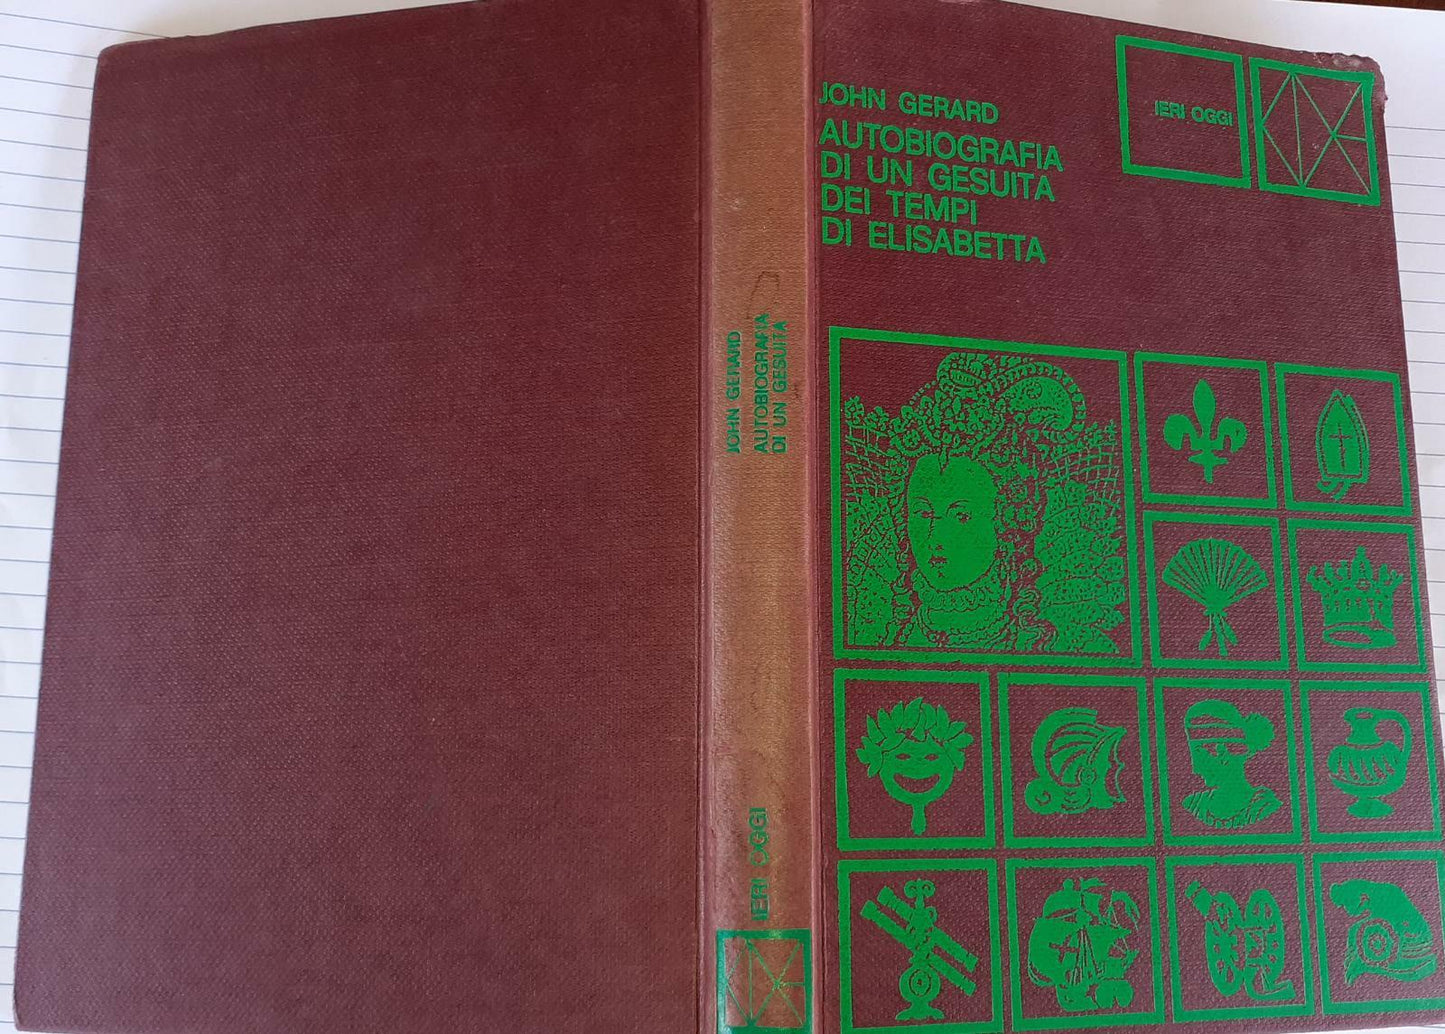 JOHN GERARD
AUTOBIOGRAFIA
DI UN GESUITA
DEI TEMPI
DI ELISABETTA
IERI OGGI
JOHN GERARD
AUTOBIOGRAFIA
DI UN GESUITA
IERI OGGI